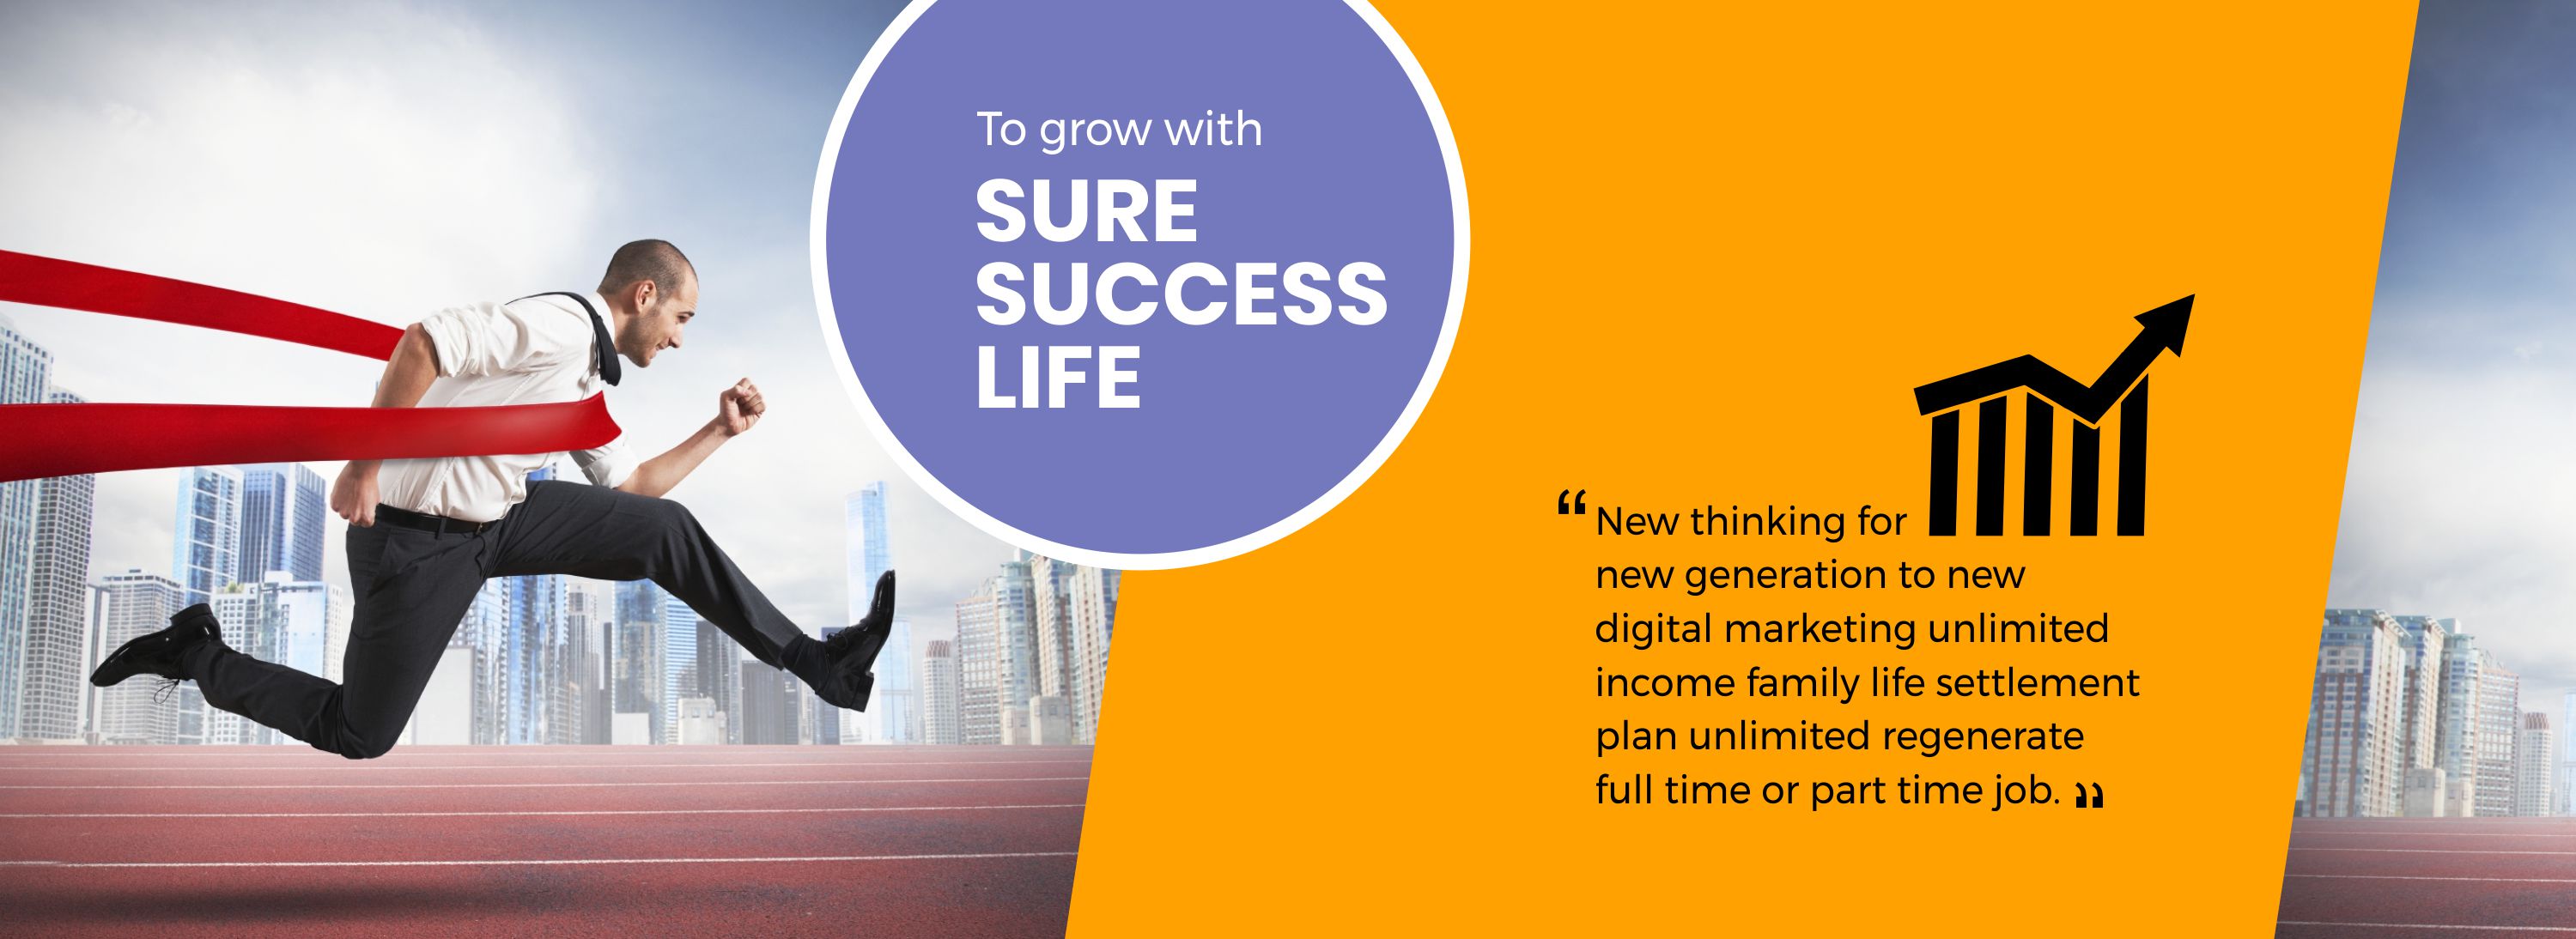 To grow with
SURE
SUCCESS
LIFE
“ New thinking for
new generation to new
digital marketing unlimited
income family life settlement
plan unlimited regenerate
full time or part time job. ”